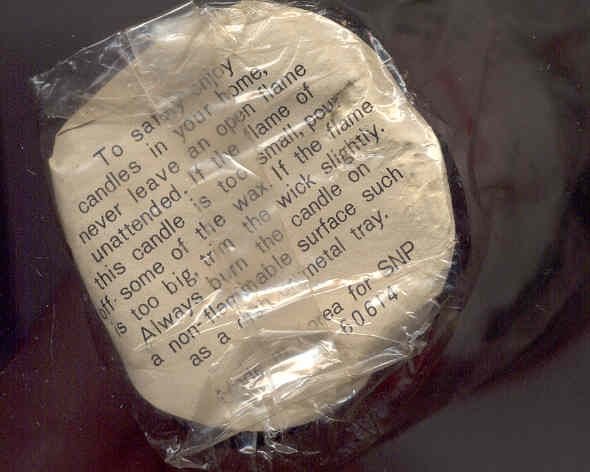 To safely enjoy
candles in your home,
never leave an open flame
unattended. If the flame of
this candle is too small, pour
off some of the wax. If the flame
is too big, trim the wick slightly.
Always burn the candle on
a non-flammable surface such
as a metal tray.
for SNP
60614